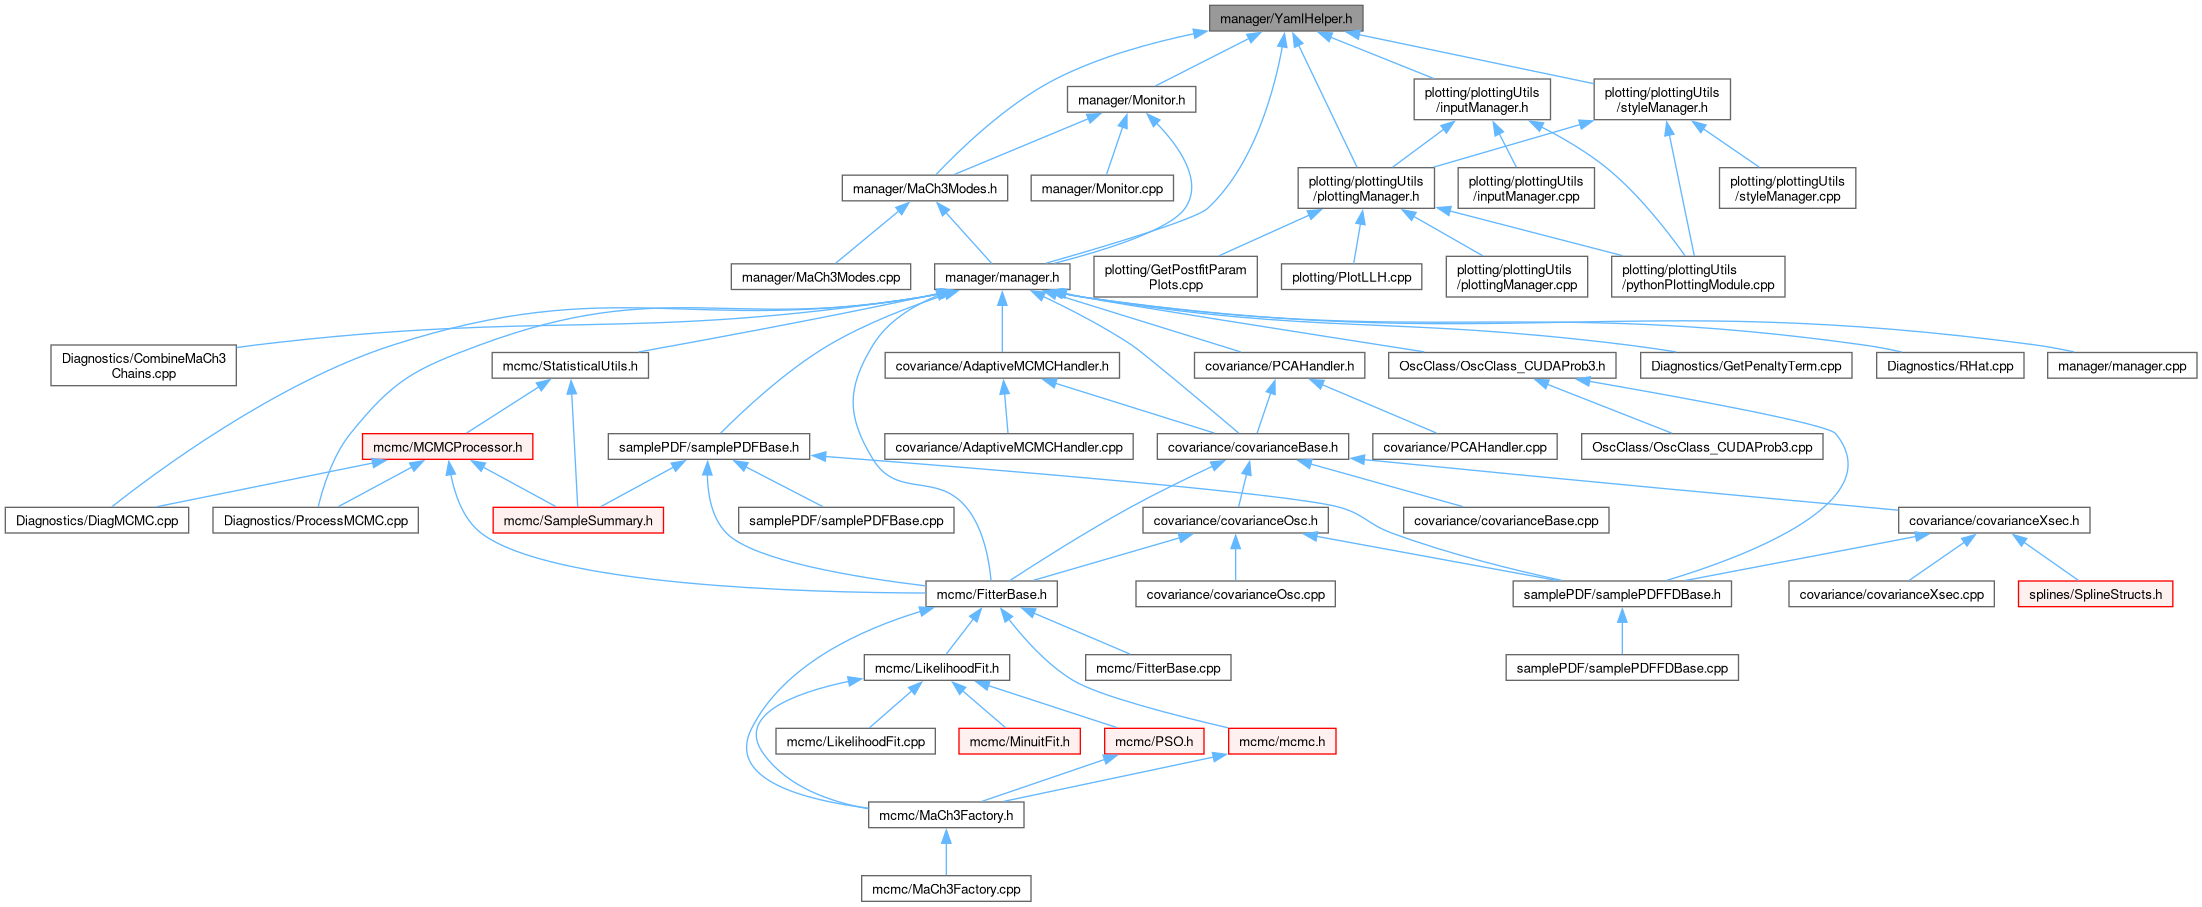 manager/YamlHelper.h
manager/Monitor.h
plotting/plottingUtils
/inputManager.h
plotting/plottingUtils
/styleManager.h
manager/MaCh3Modes.h
manager/Monitor.cpp
plotting/plottingUtils
/plottingManager.h
plotting/plottingUtils
/inputManager.cpp
plotting/plottingUtils
/styleManager.cpp
manager/MaCh3Modes.cpp
manager/manager.h
plotting/GetPostfitParam
Plots.cpp
plotting/PlotLLH.cpp
plotting/plottingUtils
/plottingManager.cpp
plotting/plottingUtils
/pythonPlottingModule.cpp
Diagnostics/CombineMaCh3
Chains.cpp
mcmc/StatisticalUtils.h
covariance/AdaptiveMCMCHandler.h
covariance/PCAHandler.h
OscClass/OscClass_CUDAProb3.h
Diagnostics/GetPenaltyTerm.cpp
Diagnostics/RHat.cpp
manager/manager.cpp
mcmc/MCMCProcessor.h
samplePDF/samplePDFBase.h
covariance/AdaptiveMCMCHandler.cpp
covariance/covarianceBase.h
covariance/PCAHandler.cpp
OscClass/OscClass_CUDAProb3.cpp
Diagnostics/DiagMCMC.cpp
Diagnostics/ProcessMCMC.cpp
mcmc/SampleSummary.h
samplePDF/samplePDFBase.cpp
covariance/covarianceOsc.h
covariance/covarianceBase.cpp
covariance/covarianceXsec.h
mcmc/FitterBase.h
covariance/covarianceOsc.cpp
samplePDF/samplePDFFDBase.h
covariance/covarianceXsec.cpp
splines/SplineStructs.h
mcmc/LikelihoodFit.h
mcmc/FitterBase.cpp
samplePDF/samplePDFFDBase.cpp
mcmc/LikelihoodFit.cpp
mcmc/MinuitFit.h
mcmc/PSO.h
mcmc/mcmc.h
mcmc/MaCh3Factory.h
mcmc/MaCh3Factory.cpp